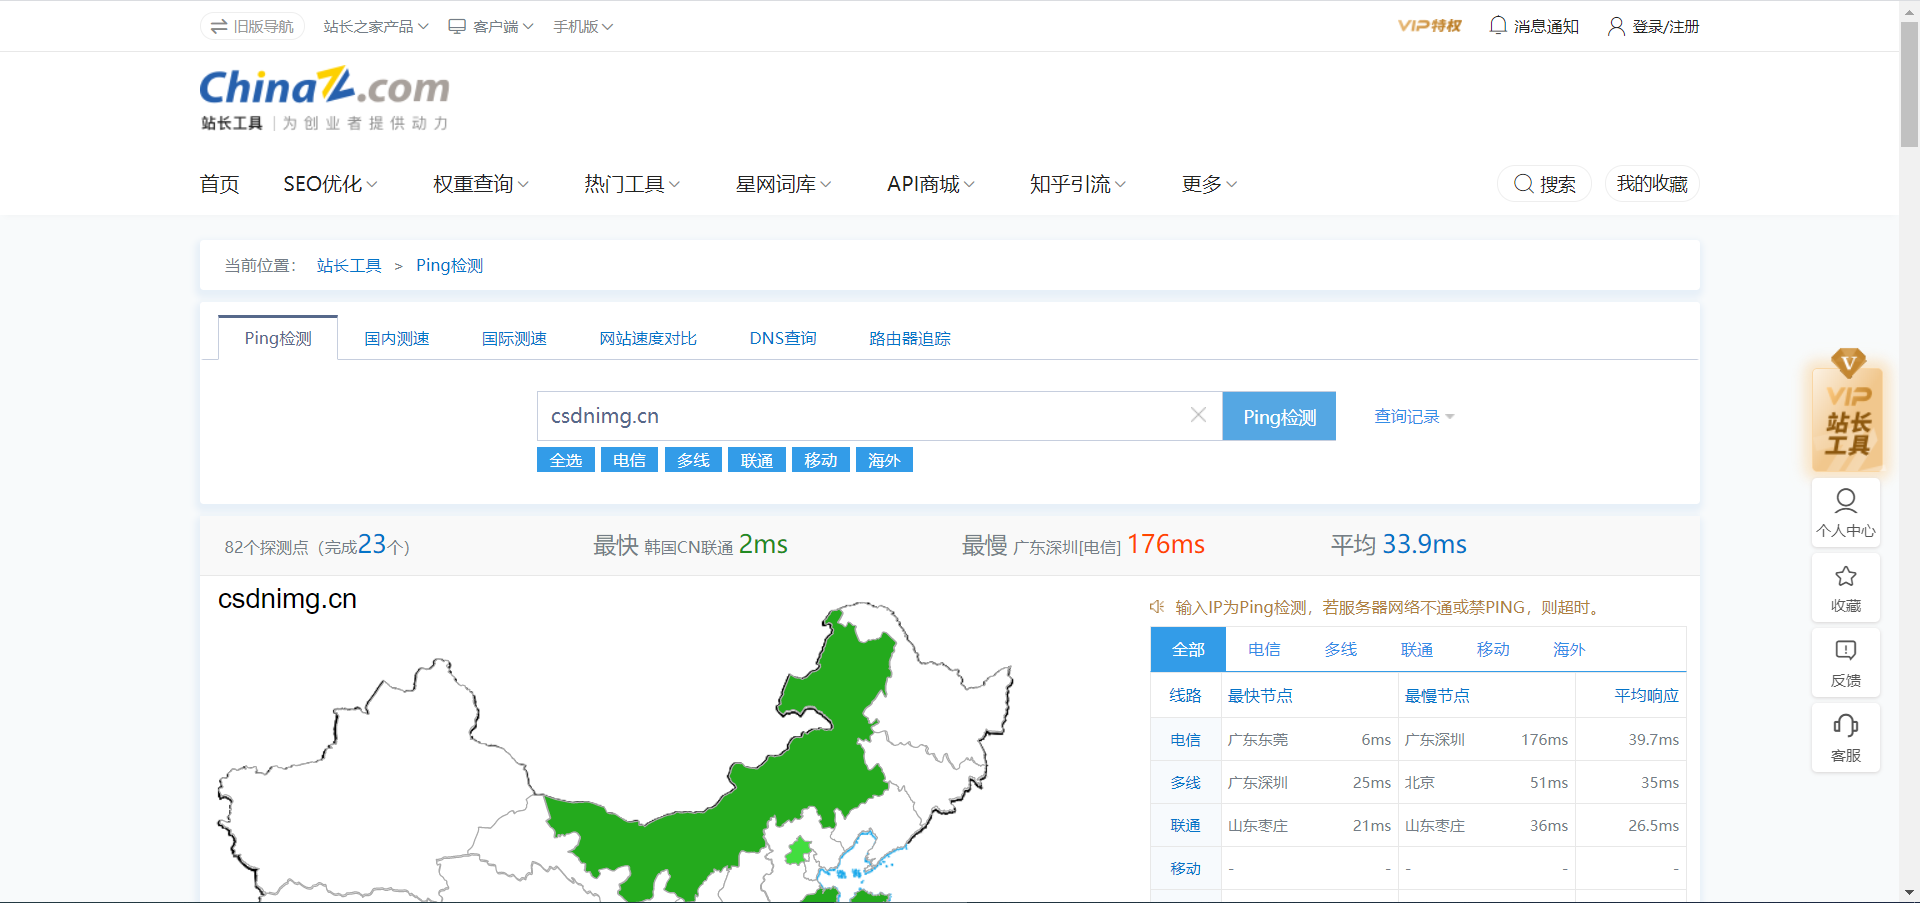 旧版导航 站长之家产品 客户端 手机版 VIP特权 消息通知 登录/注册
ChinaZ.com
站长工具 | 为创业者提供动力
首页 SEO优化 权重查询 热门工具 星网词库 API商城 知乎引流 更多 搜索 我的收藏
当前位置： 站长工具 > Ping检测
Ping检测 国内测速 国际测速 网站速度对比 DNS查询 路由器追踪
csdnimg.cn Ping检测 查询记录
全选 电信 多线 联通 移动 海外
82个探测点（完成23个） 最快 韩国CN联通 2ms 最慢 广东深圳[电信] 176ms 平均 33.9ms
csdnimg.cn
输入IP为Ping检测，若服务器网络不通或禁PING，则超时。
全部 电信 多线 联通 移动 海外
线路 最快节点 最慢节点 平均响应
电信 广东东莞 6ms 广东深圳 176ms 39.7ms
多线 广东深圳 25ms 北京 51ms 35ms
联通 山东枣庄 21ms 山东枣庄 36ms 26.5ms
移动 - - - - -
V
VIP
站长
工具
个人中心
收藏
反馈
客服